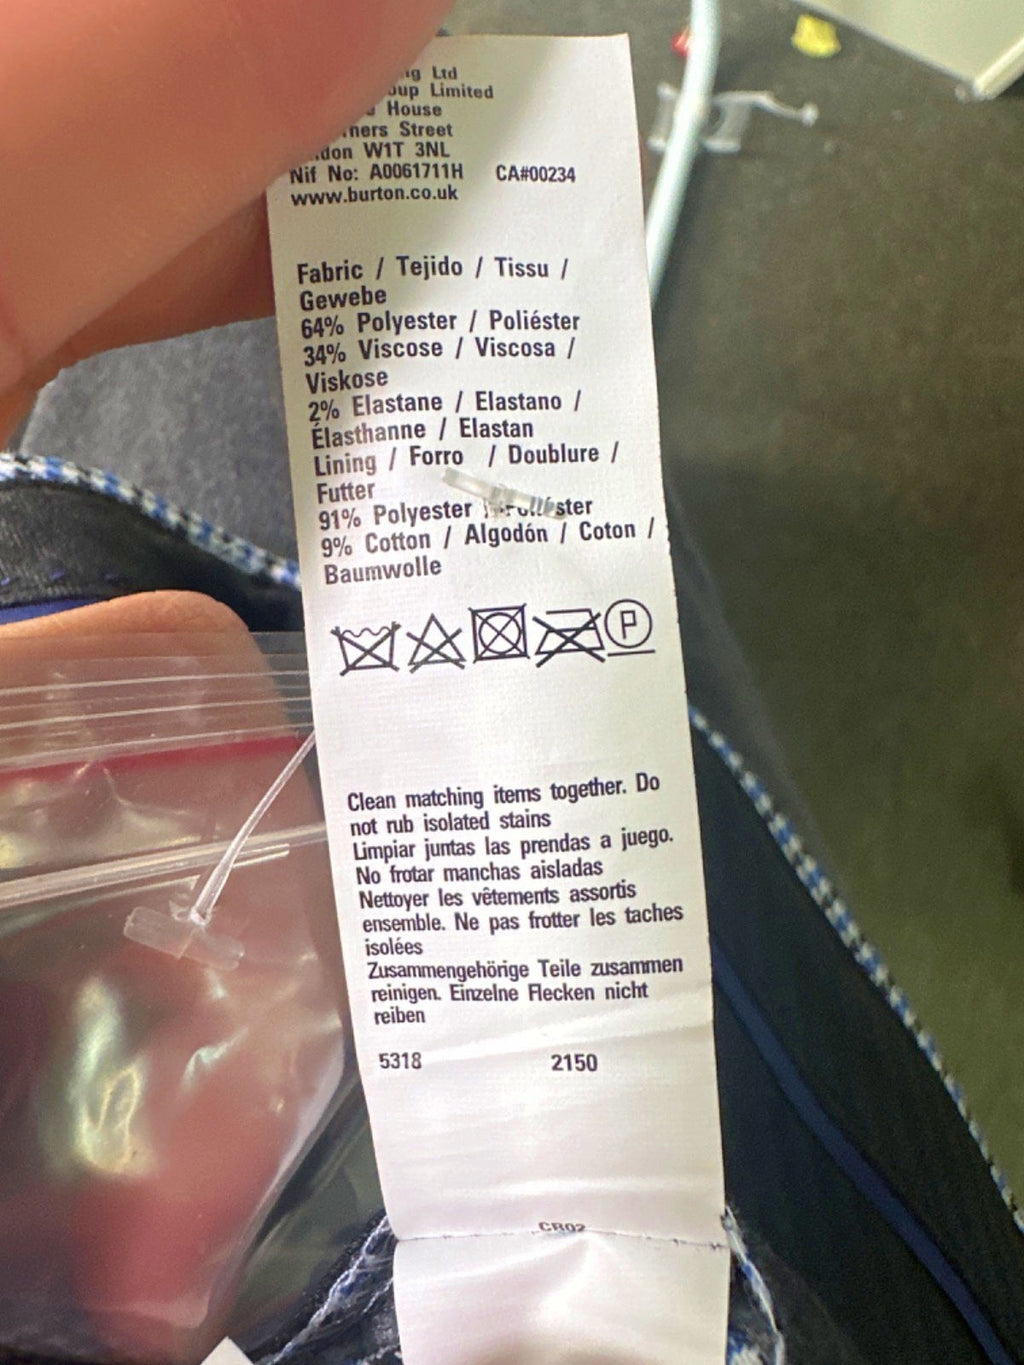 Ltd
Limited
House
Street
W1T 3NL
Nif No: A0061711H CA#00234
www.burton.co.uk
Fabric / Tejido / Tissu /
Gewebe
64% Polyester / Poliéster
34% Viscose / Viscosa /
Viskose
2% Elastane / Elastano /
Élasthanne / Elastan
Lining / Forro / Doublure /
Futter
91% Polyester
9% Cotton / Algodón / Coton /
Baumwolle
P
Clean matching items together. Do
not rub isolated stains
Limpiar juntas las prendas a juego.
No frotar manchas aisladas
Nettoyer les vêtements assortis
ensemble. Ne pas frotter les taches
isolées
Zusammengehörige Teile zusammen
reinigen. Einzelne Flecken nicht
reiben
5318 2150
CR02